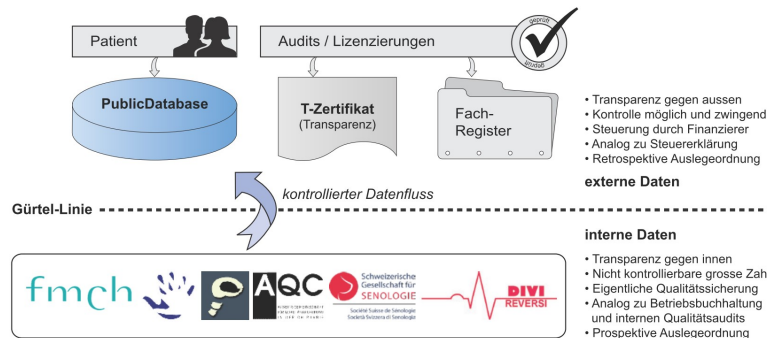 Patient
Audits / Lizenzierungen
geprüft
geprüft
PublicDatabase
T-Zertifikat
(Transparenz)
Fach-
Register
• Transparenz gegen aussen
• Kontrolle möglich und zwingend
• Steuerung durch Finanzierer
• Analog zu Steuererklärung
• Retrospektive Auslegeordnung
externe Daten
kontrollierter Datenfluss
Gürtel-Linie
interne Daten
• Transparenz gegen innen
• Nicht kontrollierbare grosse Zah
• Eigentliche Qualitätssicherung
• Analog zu Betriebsbuchhaltung
und internen Qualitätsaudits
• Prospektive Auslegeordnung
fmch
AQC
Schweizerische
Gesellschaft für
SENOLOGIE
Société Suisse de Sénologie
Società Svizzera di Senologia
DIVI
REVERSI